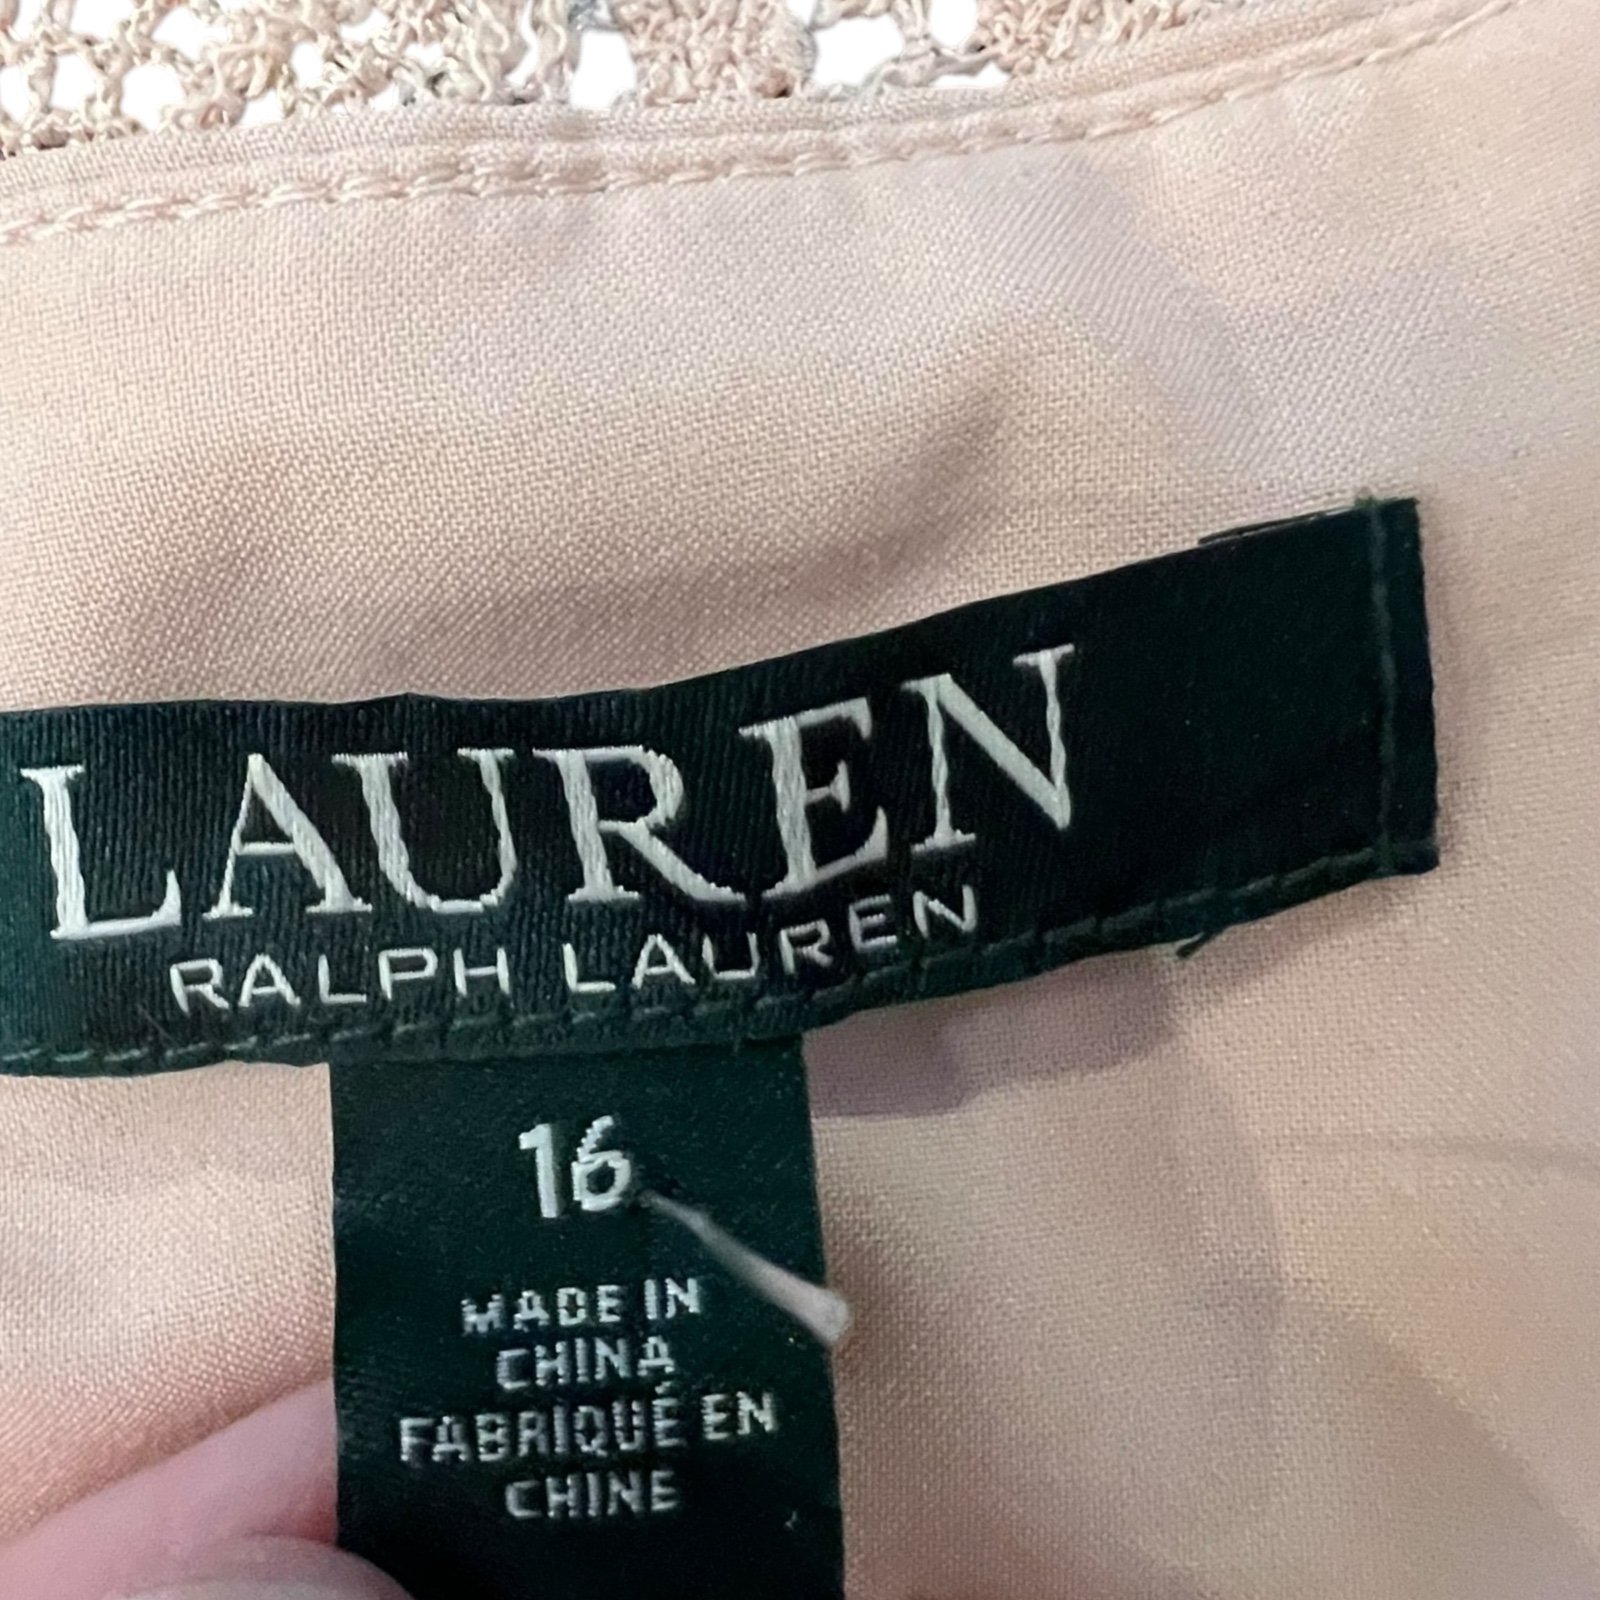 LAUREN
RALPH LAUREN
16
MADE IN
CHINA
FABRIQUÉ EN
CHINE